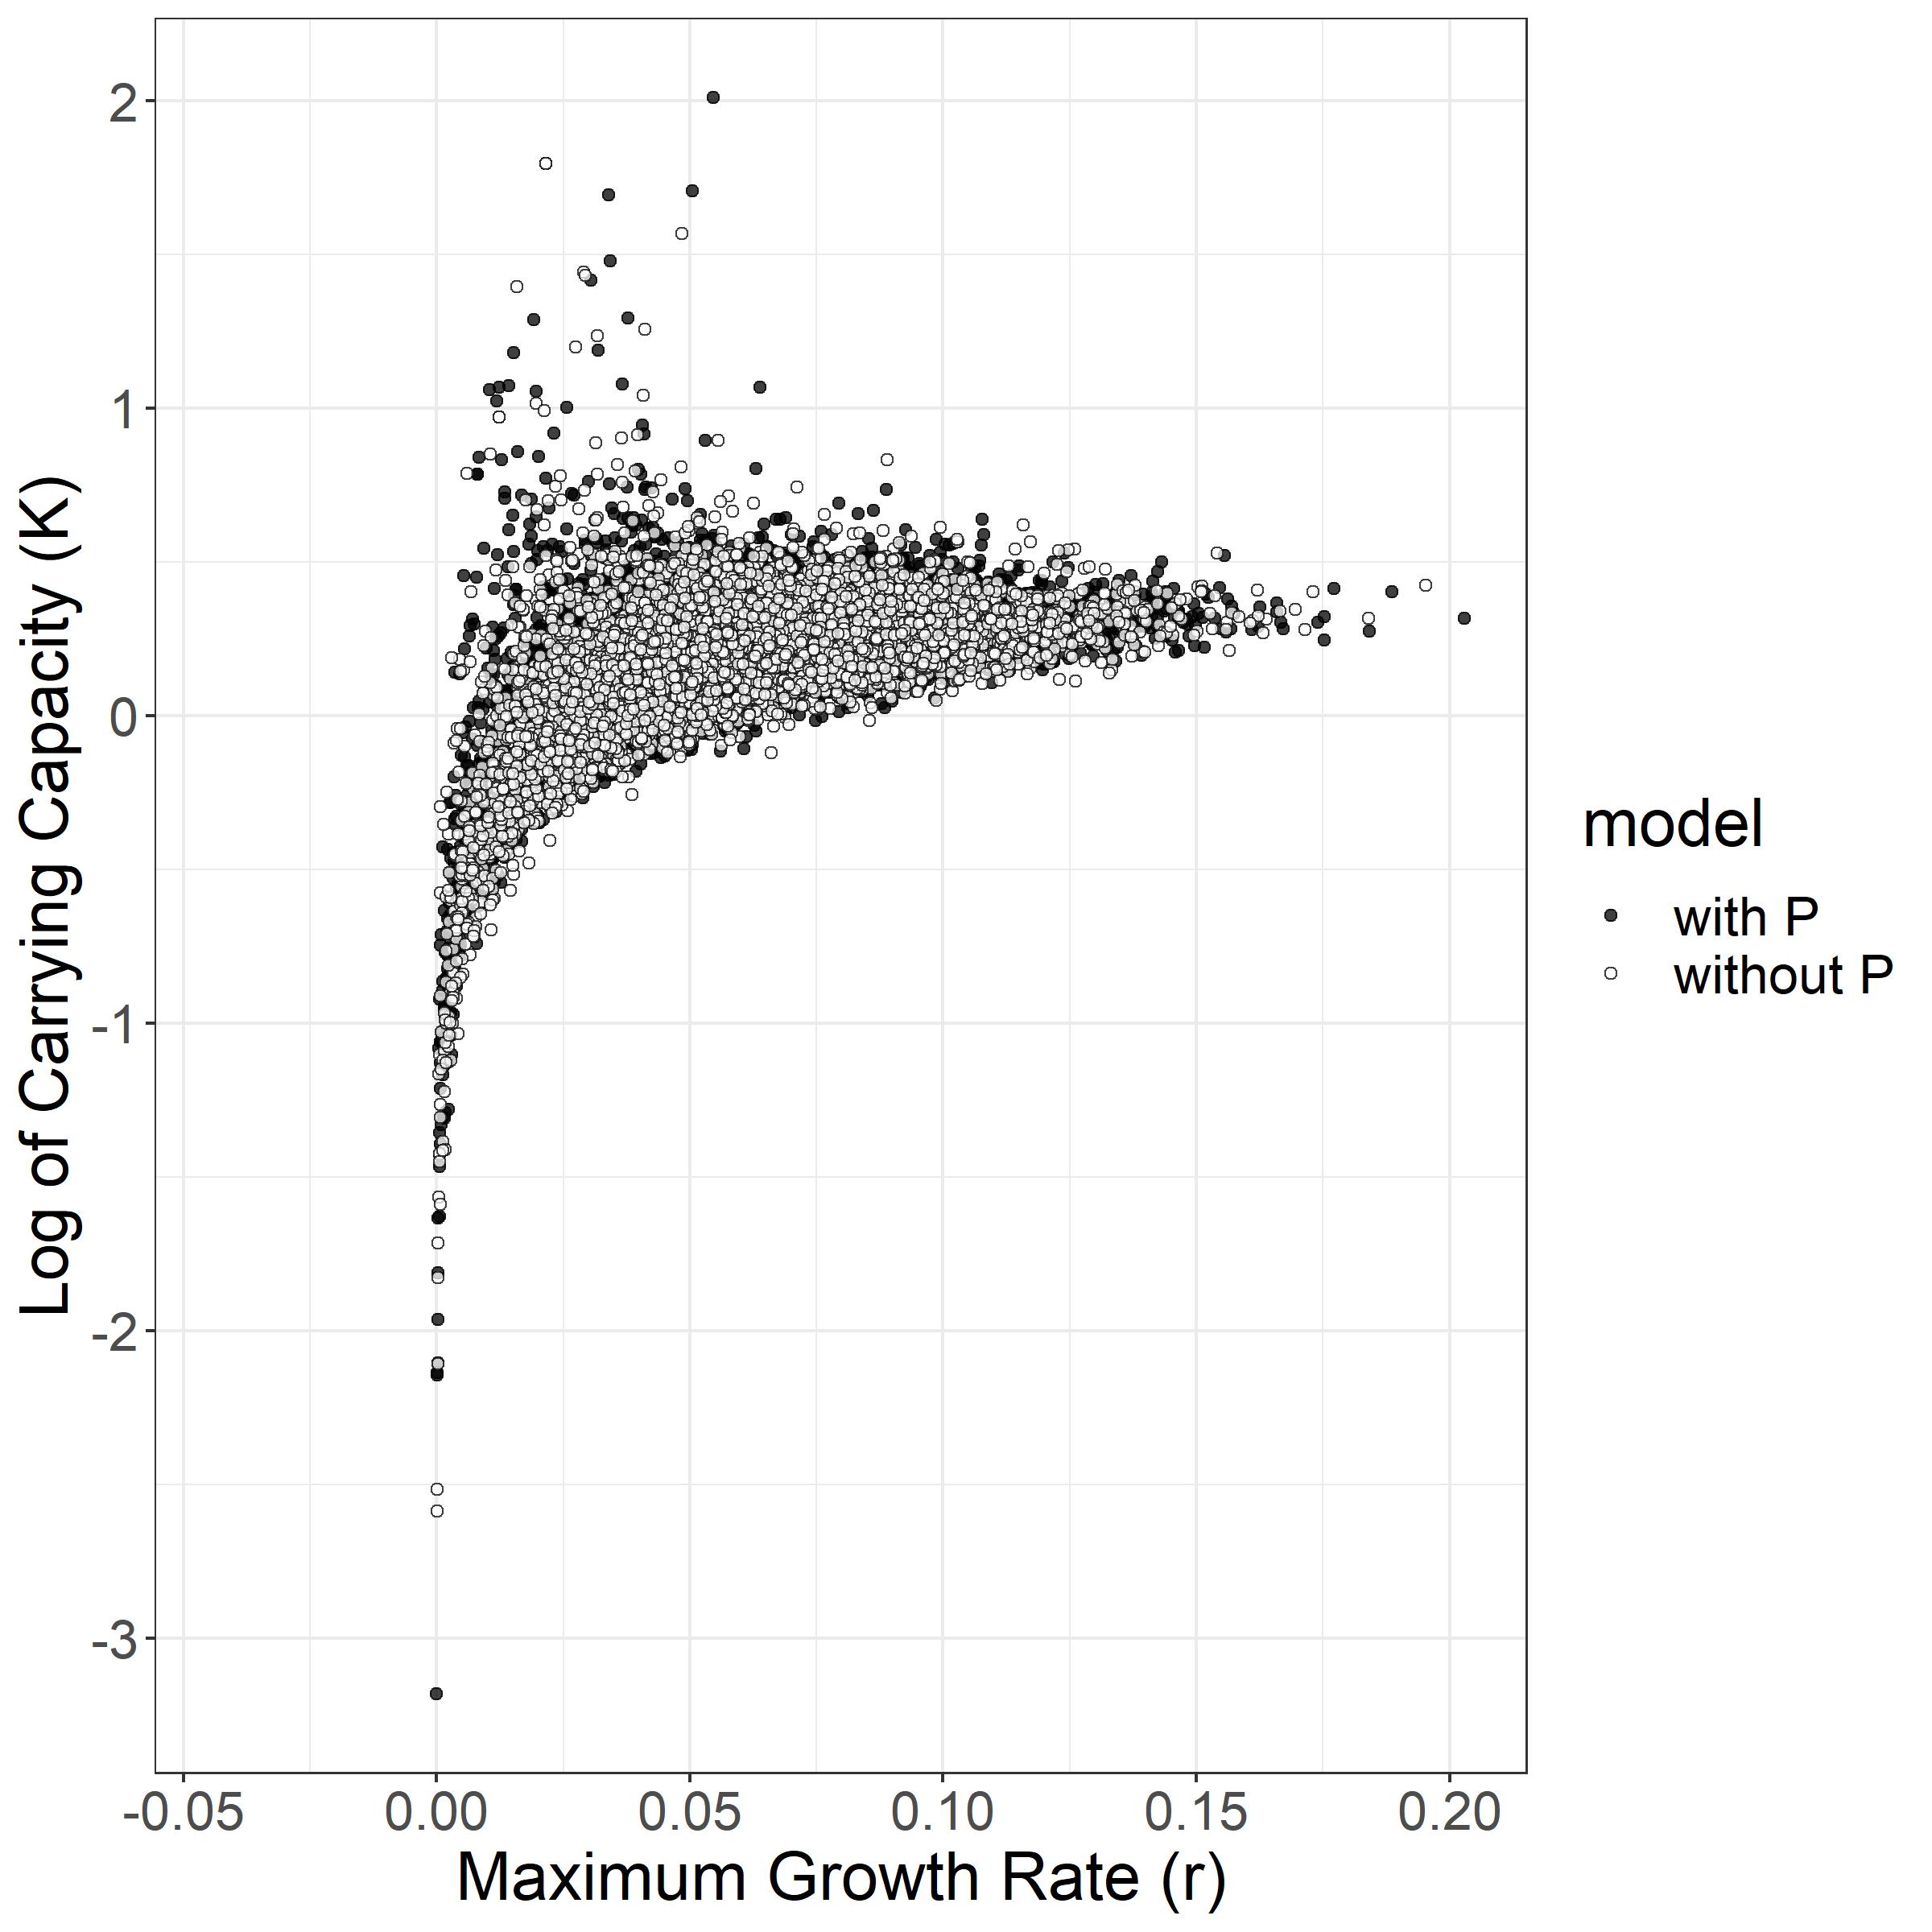 Log of Carrying Capacity (K)
2
1
0
-1
-2
-3
-0.05 0.00 0.05 0.10 0.15 0.20
Maximum Growth Rate (r)
model
with P
without P